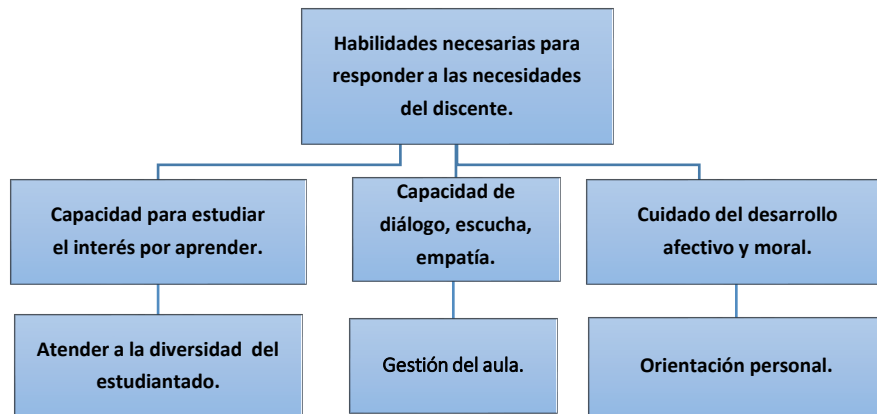 Habilidades necesarias para
responder a las necesidades
del discente.
Capacidad para estudiar
el interés por aprender.
Capacidad de
diálogo, escucha,
empatía.
Cuidado del desarrollo
afectivo y moral.
Atender a la diversidad del
estudiantado.
Gestión del aula.
Orientación personal.